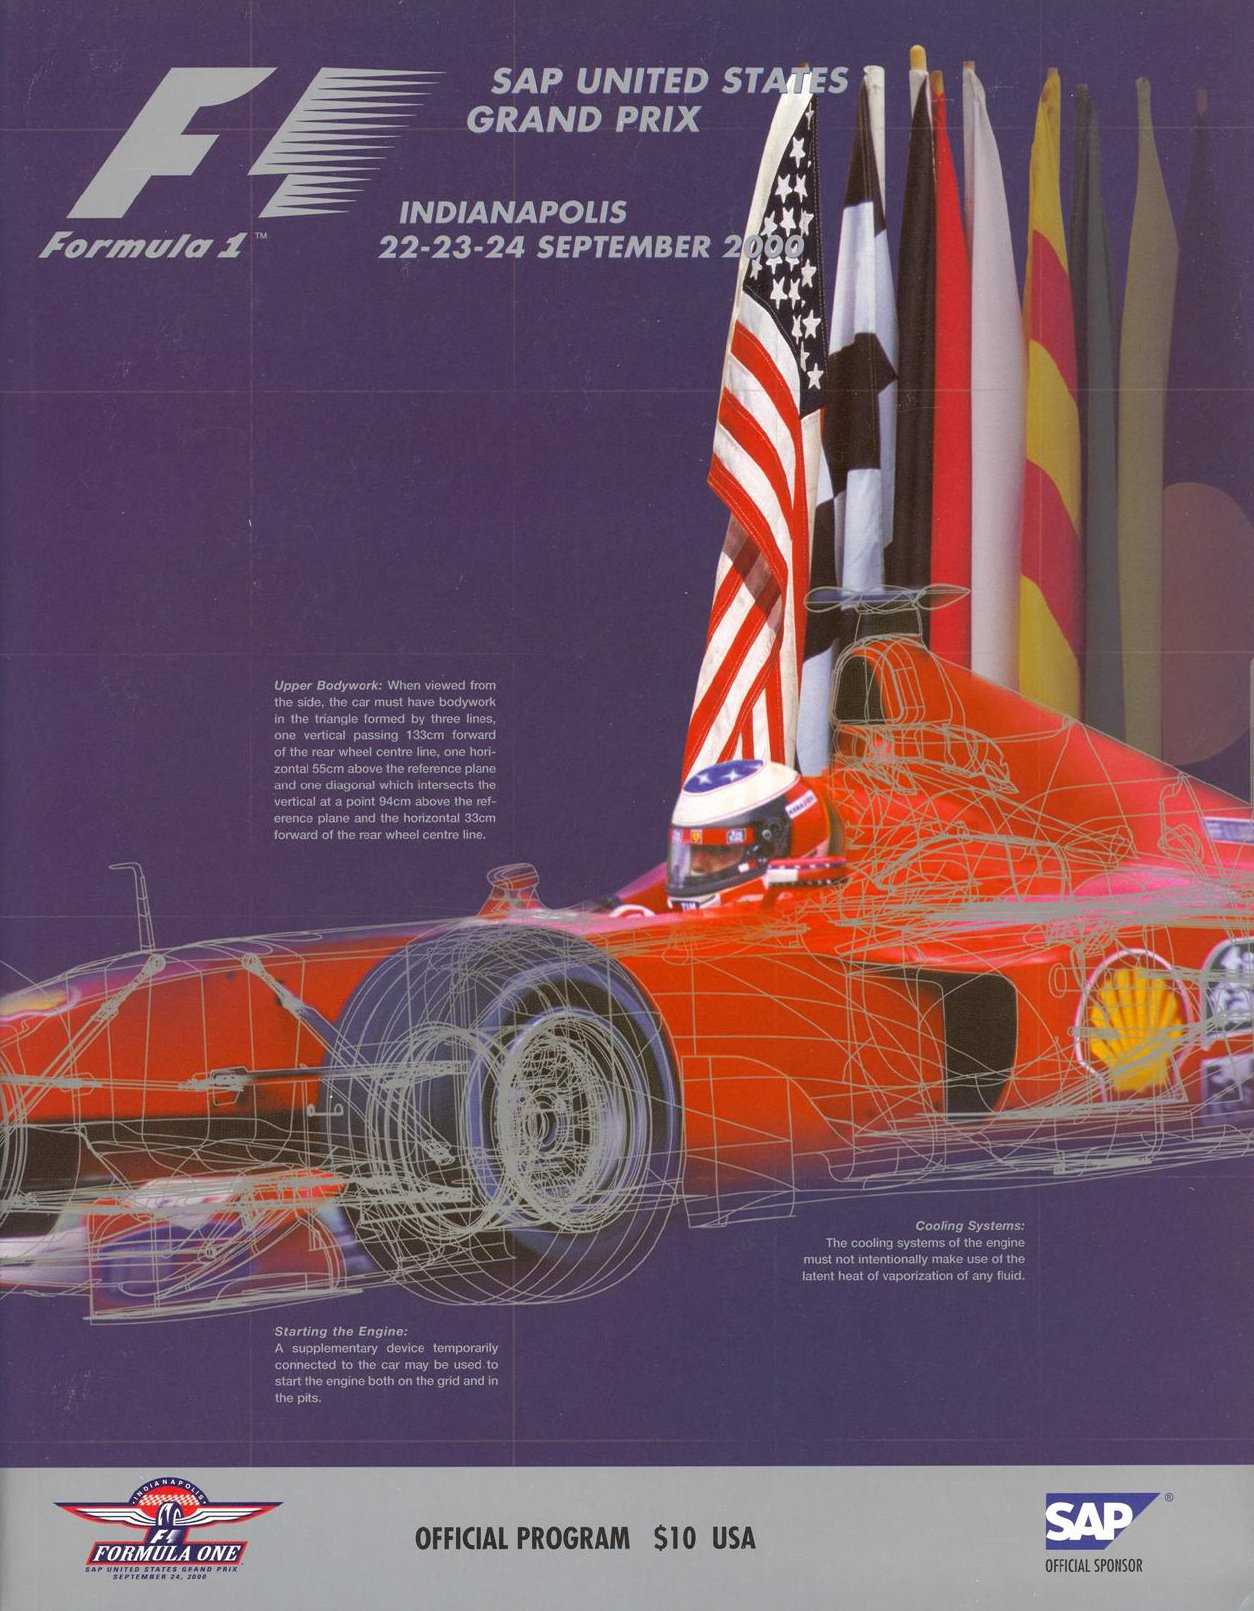 F1
SAP UNITED STATES
GRAND PRIX
Formula 1™
INDIANAPOLIS
22-23-24 SEPTEMBER 2000
Upper Bodywork: When viewed from
the side, the car must have bodywork
in the triangle formed by three lines,
one vertical passing 133cm forward
of the rear wheel centre line, one hori-
zontal 55cm above the reference plane
and one diagonal which intersects the
vertical at a point 94cm above the ref-
erence plane and the horizontal 33cm
forward of the rear wheel centre line.
Cooling Systems:
The cooling systems of the engine
must not intentionally make use of the
latent heat of vaporization of any fluid.
Starting the Engine:
A supplementary device temporarily
connected to the car may be used to
start the engine both on the grid and in
the pits.
INDIANAPOLIS
F1
FORMULA ONE
SAP UNITED STATES GRAND PRIX
SEPTEMBER 24, 2000
OFFICIAL PROGRAM $10 USA
SAP®
OFFICIAL SPONSOR